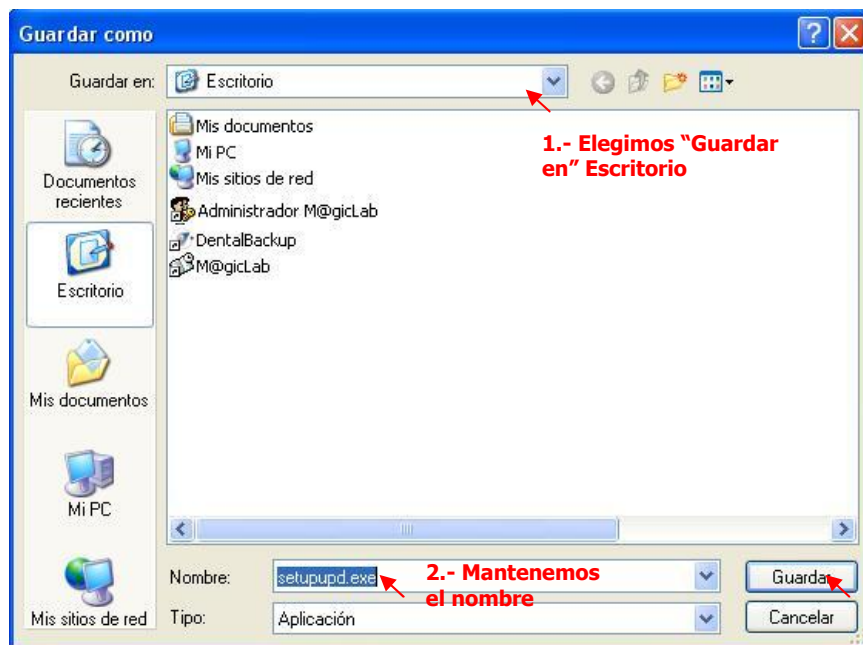 Guardar como
Guardar en:
Escritorio
Mis documentos
Mi PC
Mis sitios de red
Administrador M@gicLab
DentalBackup
M@gicLab
1.- Elegimos “Guardar
en” Escritorio
Documentos
recientes
Escritorio
Mis documentos
Mi PC
Mis sitios de red
Nombre:
setupupd.exe
2.- Mantenemos
el nombre
Guardar
Tipo:
Aplicación
Cancelar